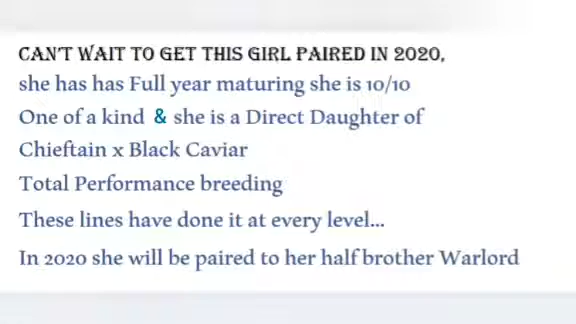 CAN'T WAIT TO GET THIS GIRL PAIRED IN 2020,
she has has Full year maturing she is 10/10
One of a kind & she is a Direct Daughter of
Chieftain x Black Caviar
Total Performance breeding
These lines have done it at every level...
In 2020 she will be paired to her half brother Warlord